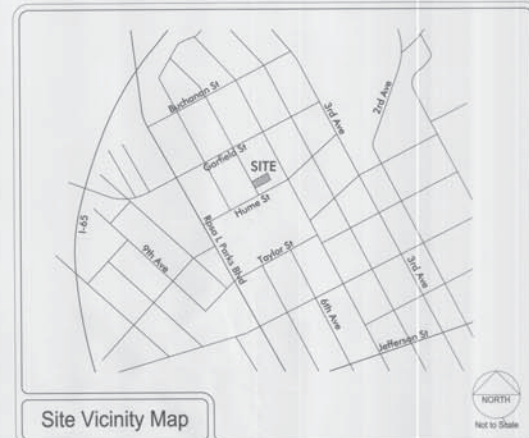 Buchanan St
2nd Ave
3rd Ave
Garfield St
SITE
Hume St
I-65
Rosa L Parks Blvd
9th Ave
Taylor St
3rd Ave
6th Ave
Jefferson St
NORTH
Not to Scale
Site Vicinity Map